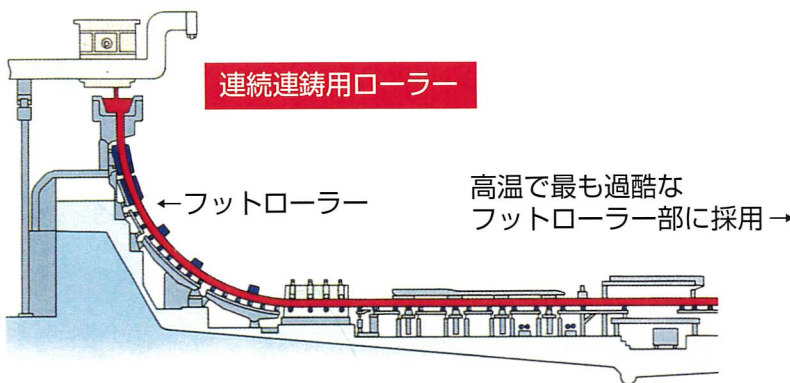 連続連鋳用ローラー
←フットローラー
高温で最も過酷な
フットローラー部に採用→